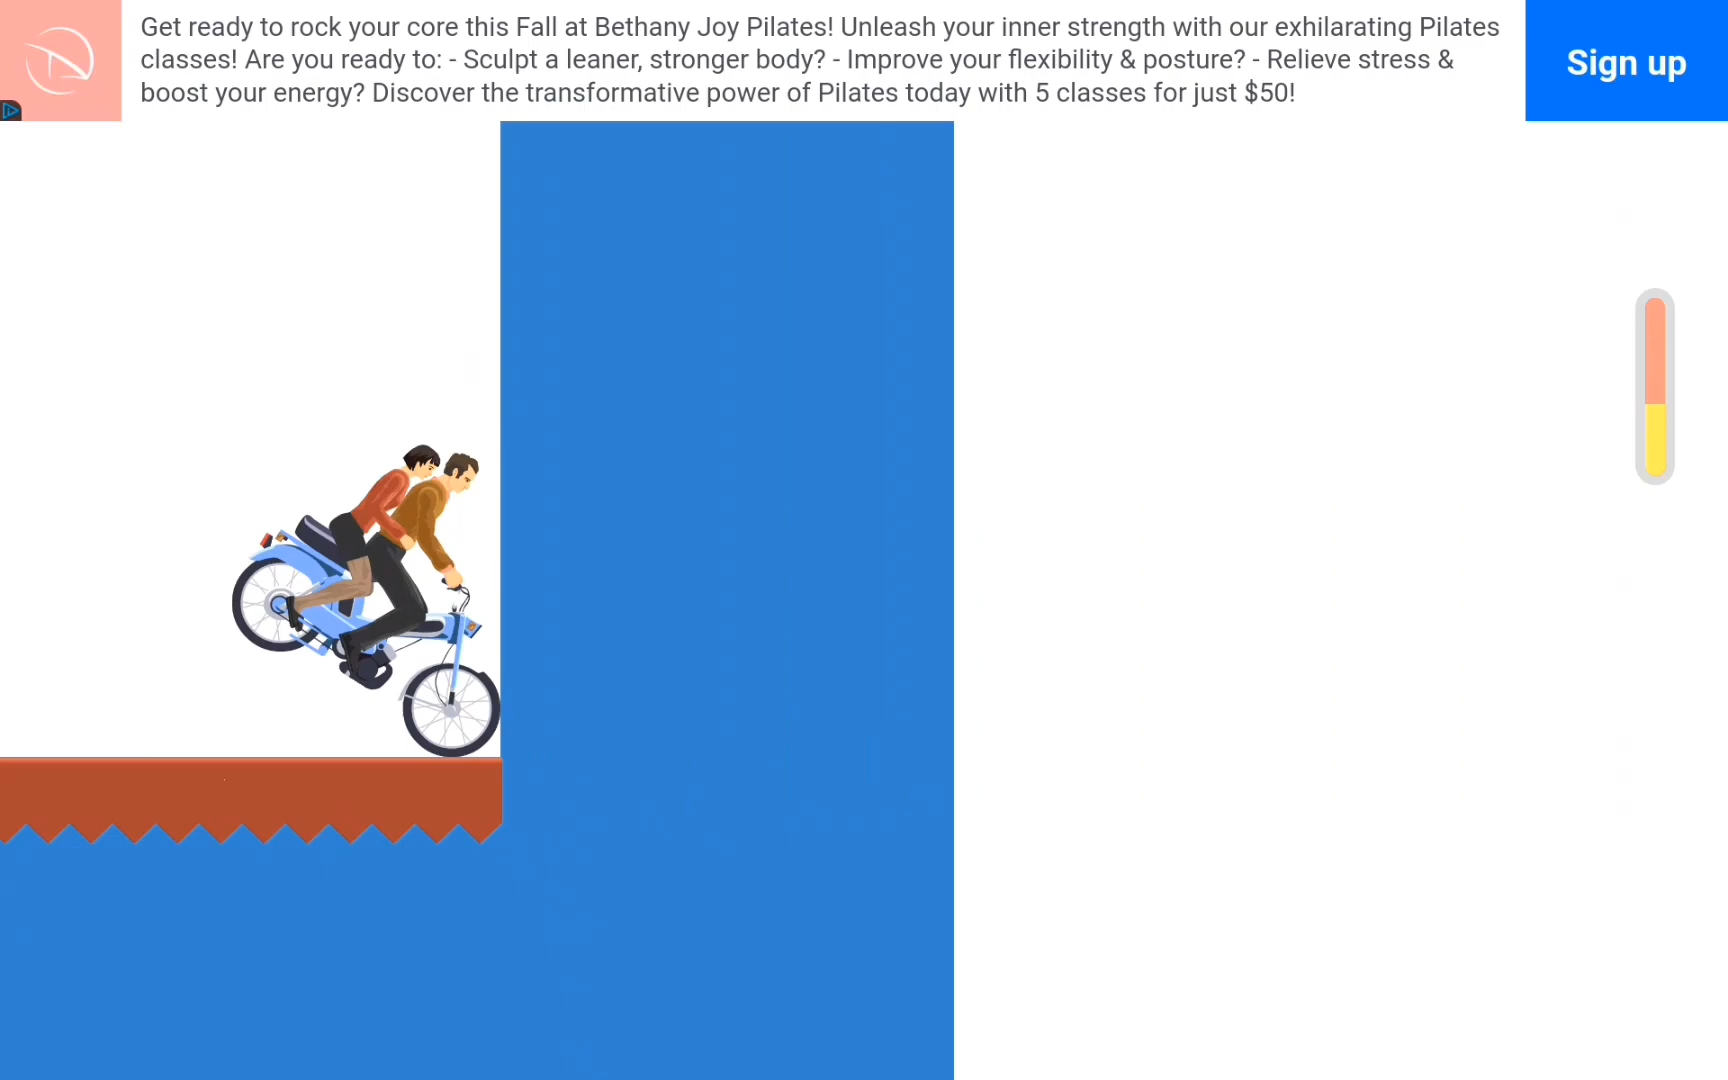 Get ready to rock your core this Fall at Bethany Joy Pilates! Unleash your inner strength with our exhilarating Pilates
classes! Are you ready to: - Sculpt a leaner, stronger body? - Improve your flexibility & posture? - Relieve stress &
boost your energy? Discover the transformative power of Pilates today with 5 classes for just $50!
Sign up